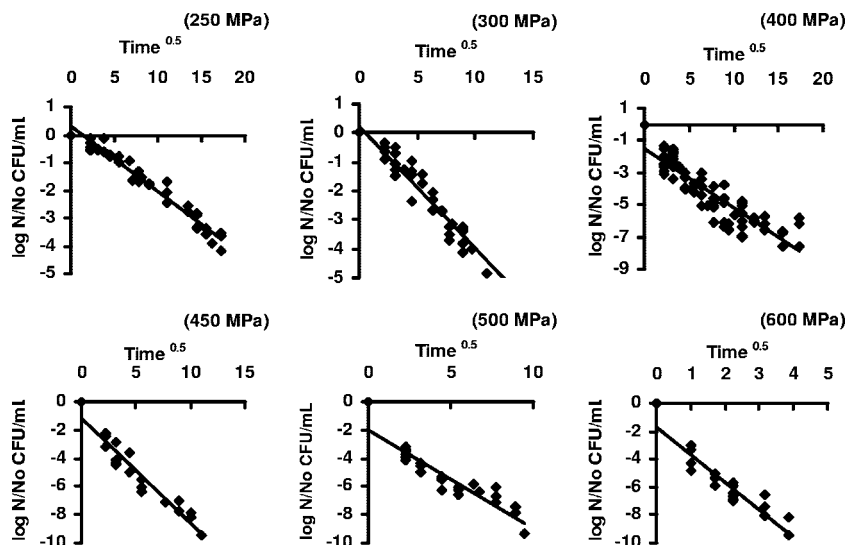 (250 MPa)
Time 0.5
0 5 10 15 20
log N/No CFU/mL
1
0
-1
-2
-3
-4
-5
(300 MPa)
Time 0.5
0 5 10 15
log N/No CFU/mL
1
0
-1
-2
-3
-4
-5
(400 MPa)
Time 0.5
0 5 10 15 20
log N/No CFU/mL
1
-1
-3
-5
-7
-9
(450 MPa)
Time 0.5
0 5 10 15
log N/No CFU/mL
0
-2
-4
-6
-8
-10
(500 MPa)
Time 0.5
0 5 10
log N/No CFU/mL
0
-2
-4
-6
-8
-10
(600 MPa)
Time 0.5
0 1 2 3 4 5
log N/No CFU/mL
0
-2
-4
-6
-8
-10